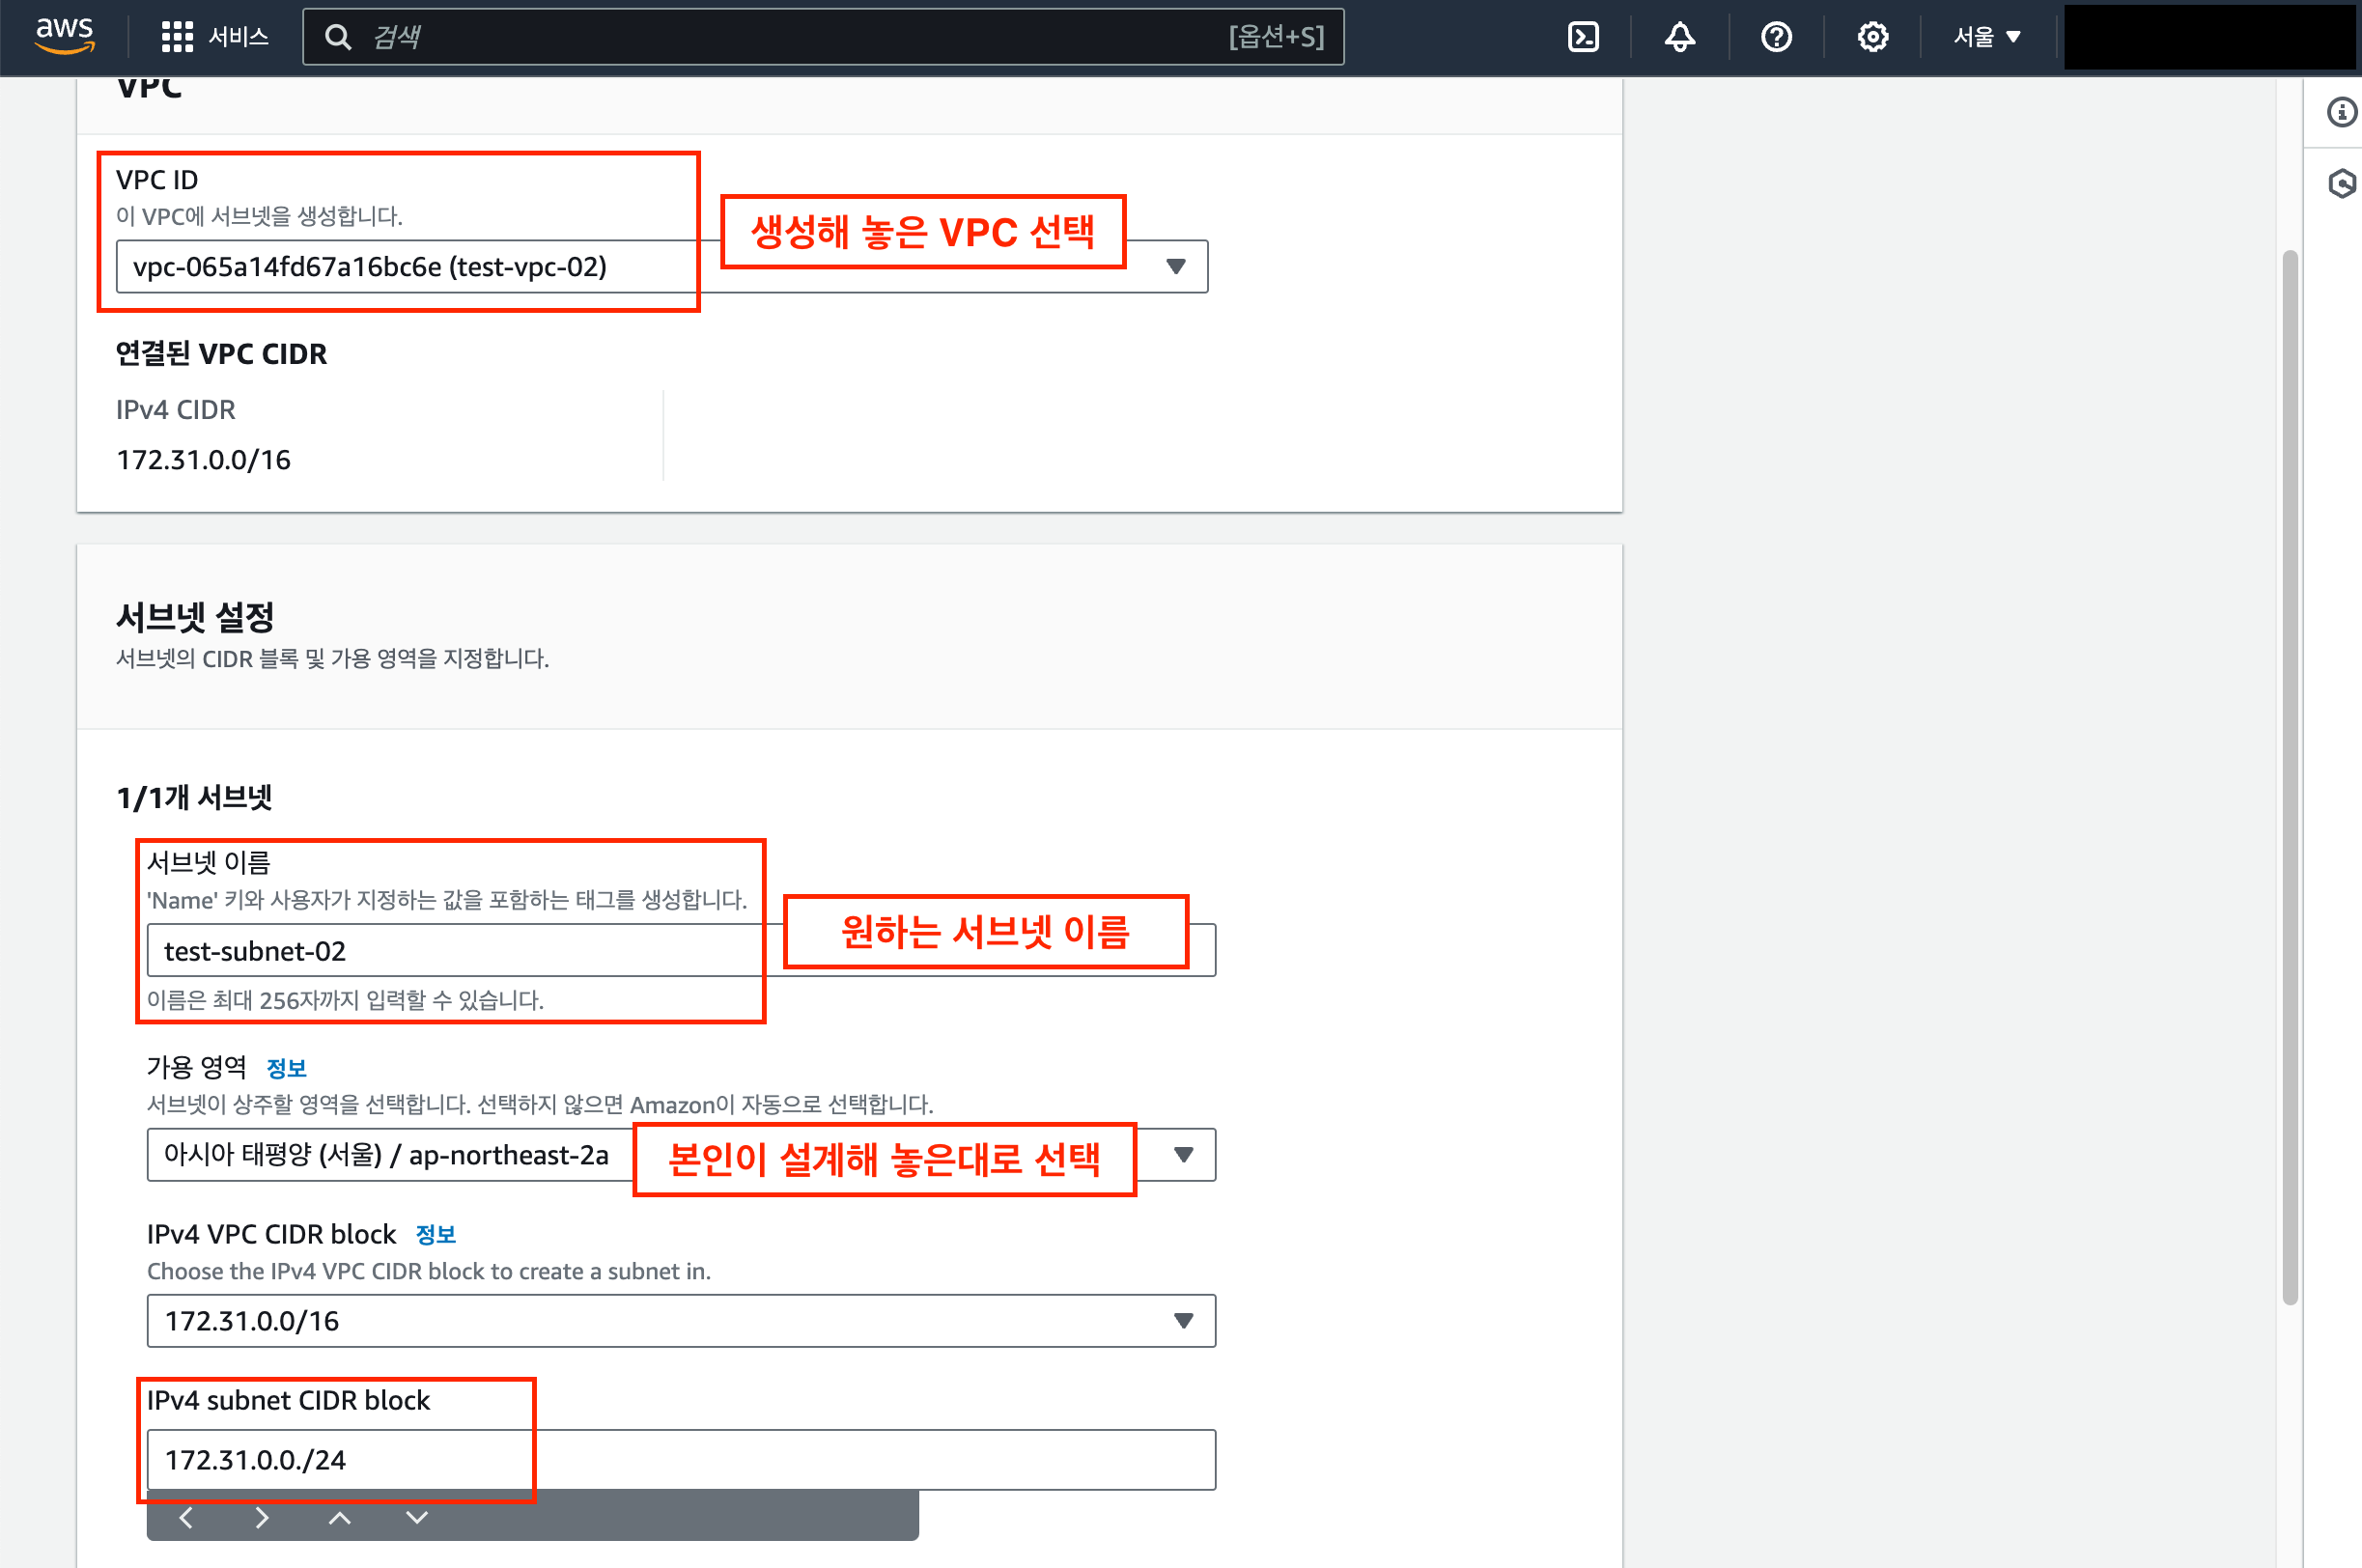 aws
서비스
검색
[옵션+S]
서울
VPC
VPC ID
이 VPC에 서브넷을 생성합니다.
생성해 놓은 VPC 선택
vpc-065a14fd67a16bc6e (test-vpc-02)
연결된 VPC CIDR
IPv4 CIDR
172.31.0.0/16
서브넷 설정
서브넷의 CIDR 블록 및 가용 영역을 지정합니다.
1/1개 서브넷
서브넷 이름
'Name' 키와 사용자가 지정하는 값을 포함하는 태그를 생성합니다.
원하는 서브넷 이름
test-subnet-02
이름은 최대 256자까지 입력할 수 있습니다.
가용 영역 정보
서브넷이 상주할 영역을 선택합니다. 선택하지 않으면 Amazon이 자동으로 선택합니다.
아시아 태평양 (서울) / ap-northeast-2a
본인이 설계해 놓은대로 선택
IPv4 VPC CIDR block 정보
Choose the IPv4 VPC CIDR block to create a subnet in.
172.31.0.0/16
IPv4 subnet CIDR block
172.31.0.0./24